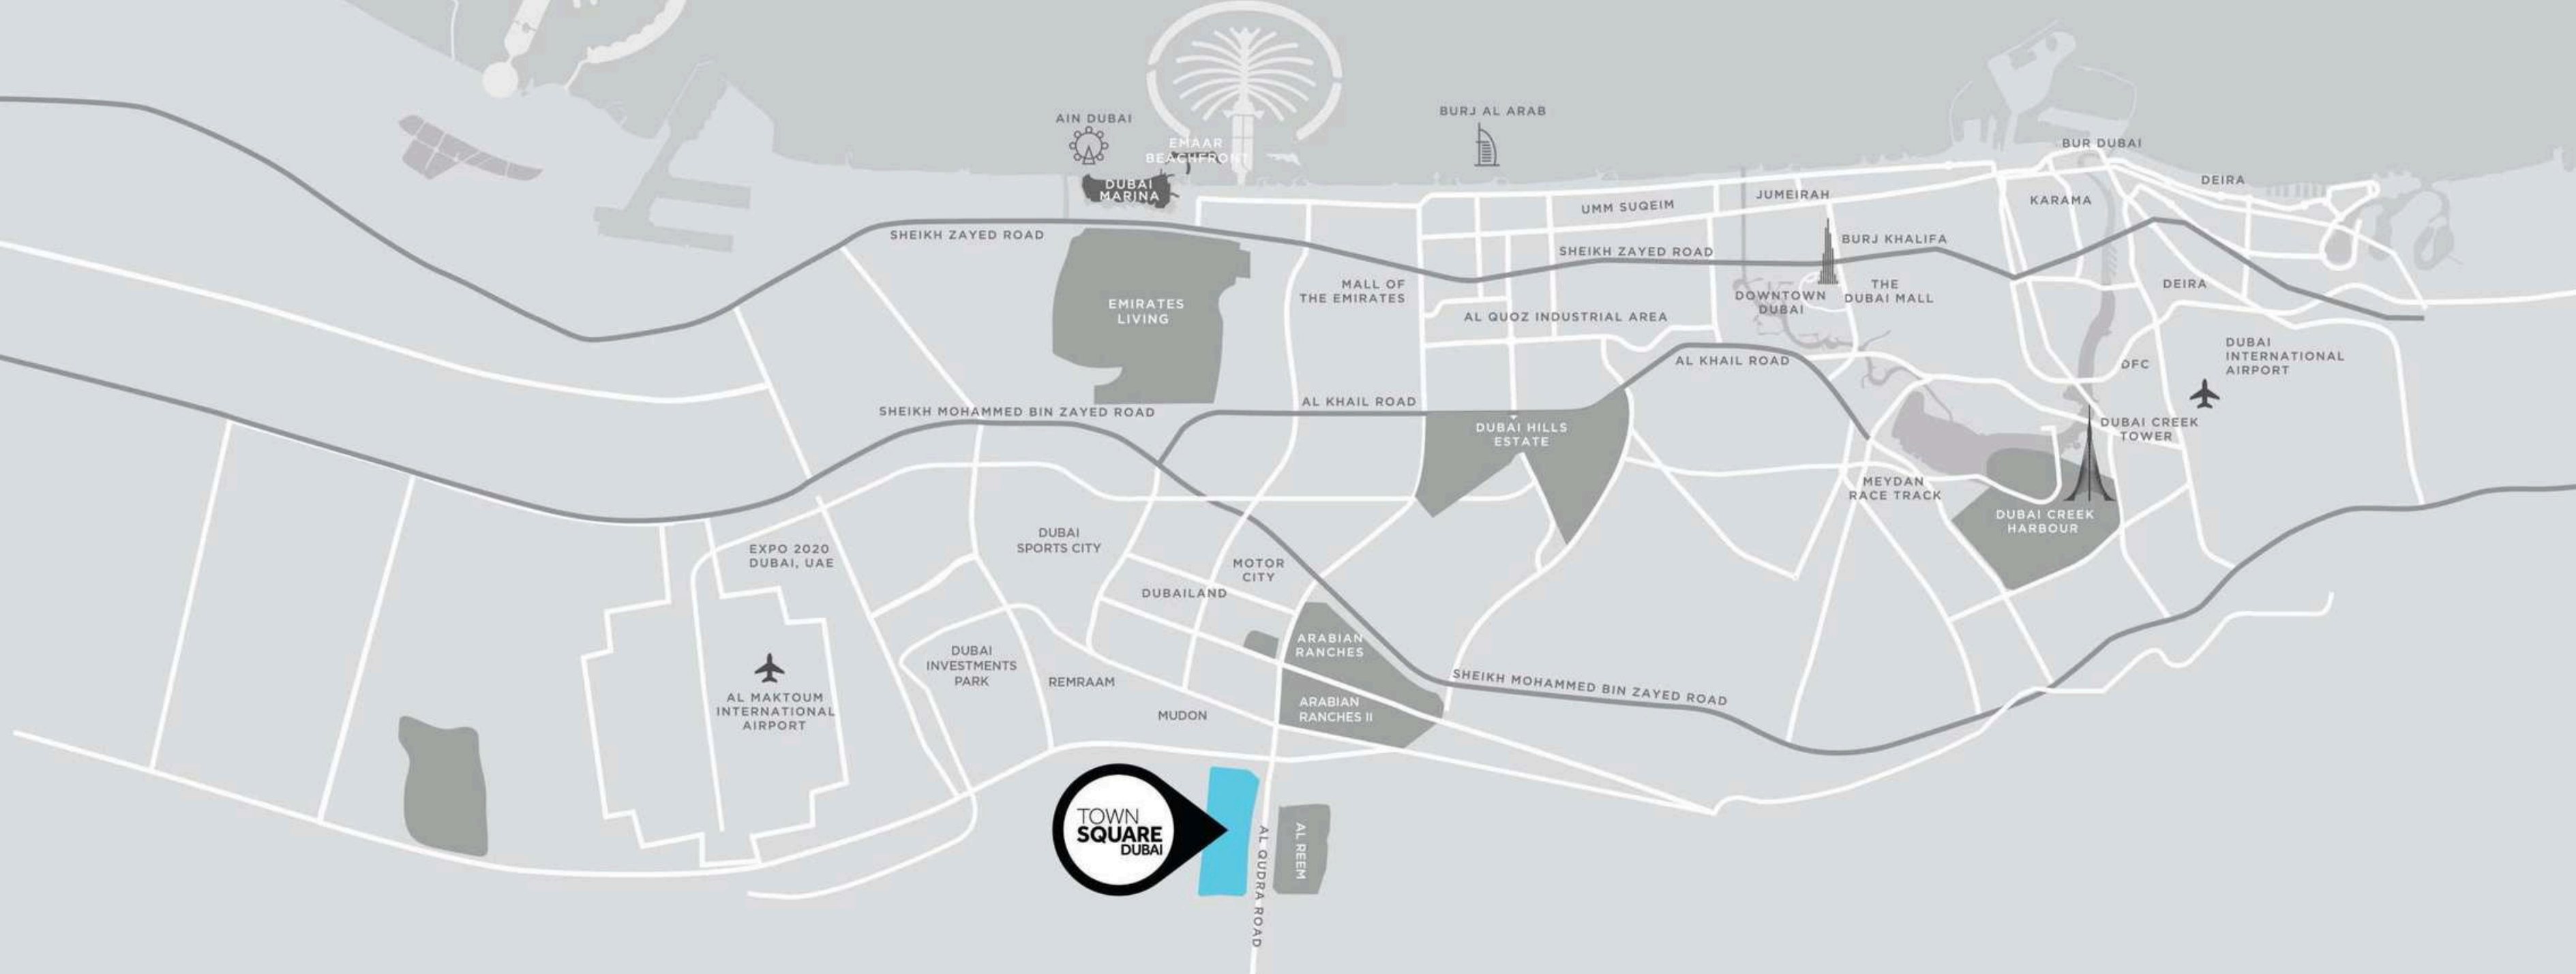 AIN DUBAI
BURJ AL ARAB
EMAAR
BEACHFRONT
DUBAI
MARINA
BUR DUBAI
DEIRA
JUMEIRAH
KARAMA
UMM SUQEIM
SHEIKH ZAYED ROAD
SHEIKH ZAYED ROAD
BURJ KHALIFA
MALL OF
THE EMIRATES
THE
DUBAI MALL
DEIRA
EMIRATES
LIVING
DOWNTOWN
DUBAI
AL QUOZ INDUSTRIAL AREA
DUBAI
INTERNATIONAL
AIRPORT
AL KHAIL ROAD
DFC
SHEIKH MOHAMMED BIN ZAYED ROAD
AL KHAIL ROAD
DUBAI HILLS
ESTATE
DUBAI CREEK
TOWER
MEYDAN
RACE TRACK
DUBAI CREEK
HARBOUR
EXPO 2020
DUBAI, UAE
DUBAI
SPORTS CITY
MOTOR
CITY
DUBAILAND
ARABIAN
RANCHES
DUBAI
INVESTMENTS
PARK
REMRAAM
SHEIKH MOHAMMED BIN ZAYED ROAD
AL MAKTOUM
INTERNATIONAL
AIRPORT
MUDON
ARABIAN
RANCHES II
TOWN
SQUARE
DUBAI
AL QUDRA ROAD
AL REEM